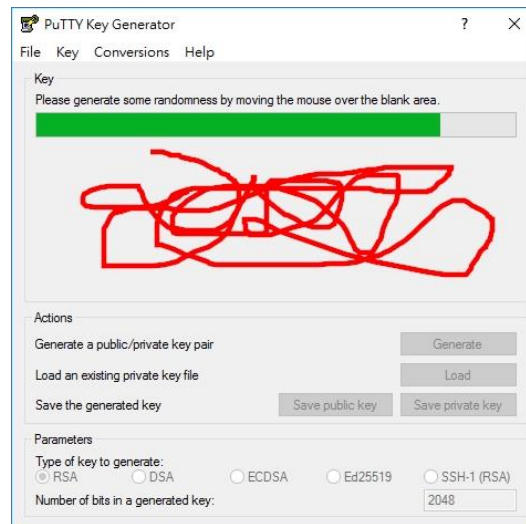 PuTTY Key Generator ? ×
File Key Conversions Help
Key
Please generate some randomness by moving the mouse over the blank area.
Actions
Generate a public/private key pair Generate
Load an existing private key file Load
Save the generated key Save public key Save private key
Parameters
Type of key to generate:
RSA DSA ECDSA Ed25519 SSH-1 (RSA)
Number of bits in a generated key: 2048